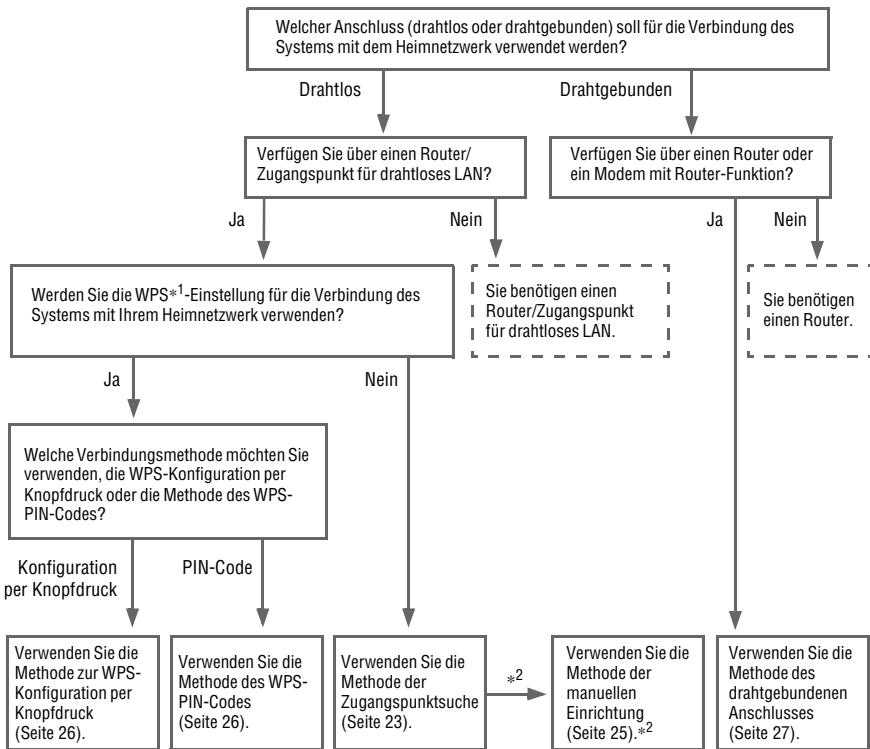 Welcher Anschluss (drahtlos oder drahtgebunden) soll für die Verbindung des
Systems mit dem Heimnetzwerk verwendet werden?
Drahtlos
Drahtgebunden
Verfügen Sie über einen Router/
Zugangspunkt für drahtloses LAN?
Verfügen Sie über einen Router oder
ein Modem mit Router-Funktion?
Ja
Nein
Ja
Nein
Werden Sie die WPS*1-Einstellung für die Verbindung des
Systems mit Ihrem Heimnetzwerk verwenden?
Sie benötigen einen
Router/Zugangspunkt
für drahtloses LAN.
Sie benötigen
einen Router.
Ja
Nein
Welche Verbindungsmethode möchten Sie
verwenden, die WPS-Konfiguration per
Knopfdruck oder die Methode des WPS-
PIN-Codes?
Konfiguration
per Knopfdruck
PIN-Code
Verwenden Sie die
Methode zur WPS-
Konfiguration per
Knopfdruck
(Seite 26).
Verwenden Sie die
Methode des WPS-
PIN-Codes
(Seite 26).
Verwenden Sie die
Methode der
Zugangspunktsuche
(Seite 23).
*2
Verwenden Sie die
Methode der
manuellen
Einrichtung
(Seite 25).*2
Verwenden Sie die
Methode des
drahtgebundenen
Anschlusses
(Seite 27).